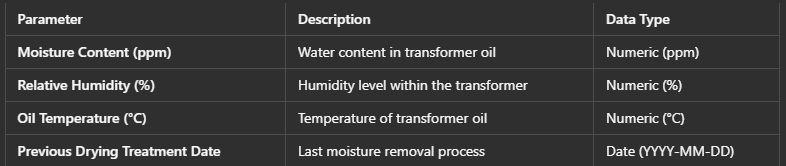 Parameter Description Data Type
Moisture Content (ppm) Water content in transformer oil Numeric (ppm)
Relative Humidity (%) Humidity level within the transformer Numeric (%)
Oil Temperature (°C) Temperature of transformer oil Numeric (°C)
Previous Drying Treatment Date Last moisture removal process Date (YYYY-MM-DD)